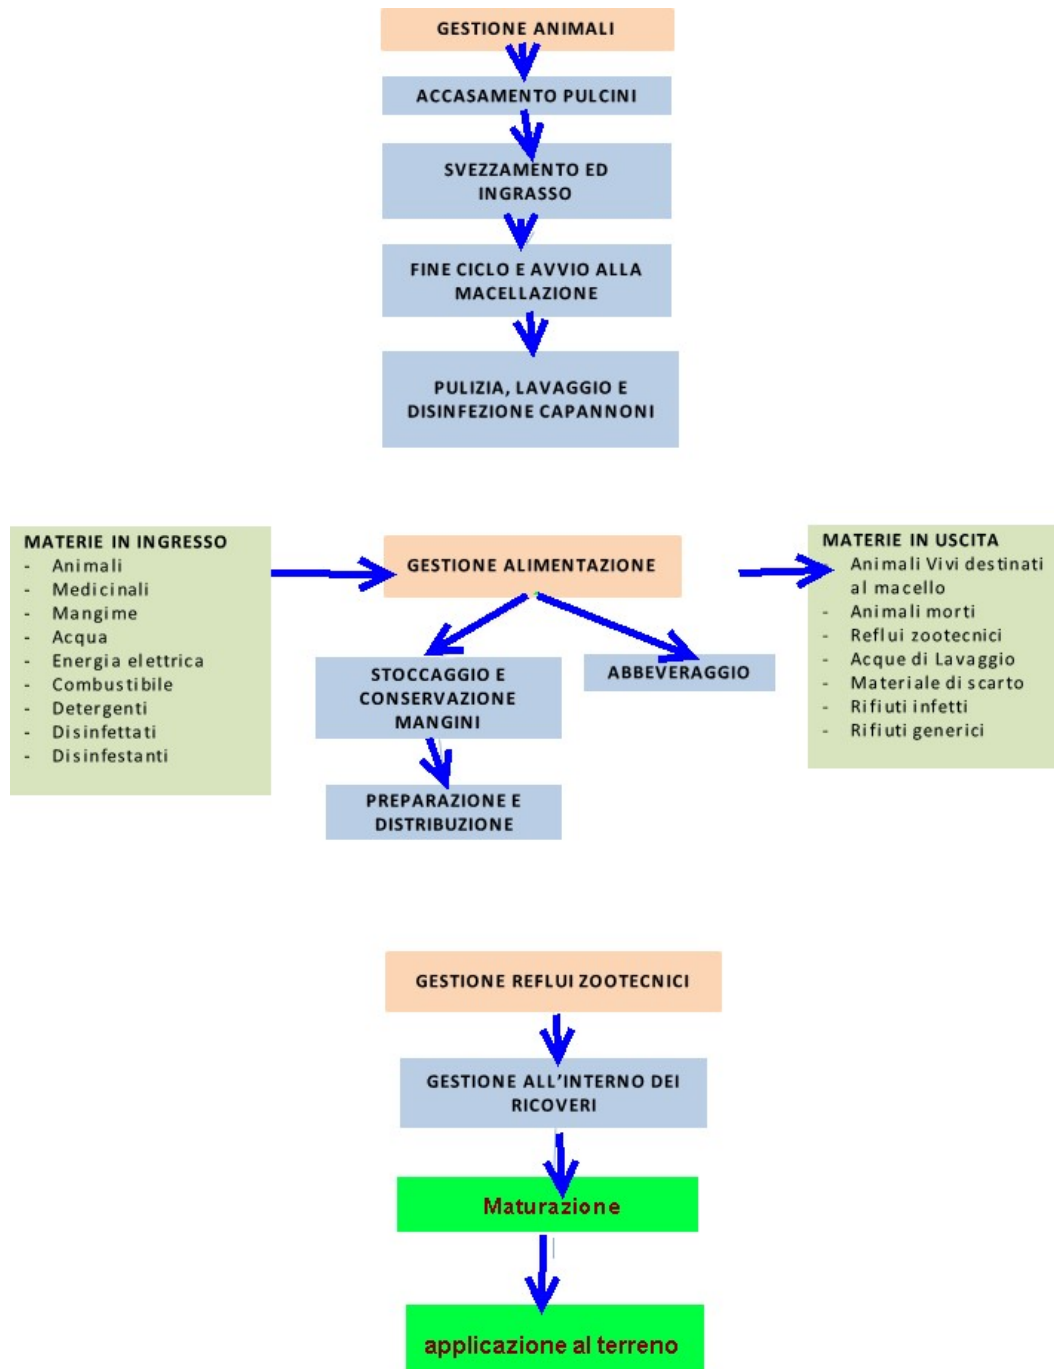 GESTIONE ANIMALI
ACCASAMENTO PULCINI
SVEZZAMENTO ED
INGRASSO
FINE CICLO E AVVIO ALLA
MACELLAZIONE
PULIZIA, LAVAGGIO E
DISINFEZIONE CAPANNONI
MATERIE IN INGRESSO
- Animali
- Medicinali
- Mangime
- Acqua
- Energia elettrica
- Combustibile
- Detergenti
- Disinfettati
- Disinfestanti
GESTIONE ALIMENTAZIONE
STOCCAGGIO E
CONSERVAZIONE
MANGINI
ABBEVERAGGIO
PREPARAZIONE E
DISTRIBUZIONE
MATERIE IN USCITA
- Animali Vivi destinati
al macello
- Animali morti
- Reflui zootecnici
- Acque di Lavaggio
- Materiale di scarto
- Rifiuti infetti
- Rifiuti generici
GESTIONE REFLUI ZOOTECNICI
GESTIONE ALL'INTERNO DEI
RICOVERI
Maturazione
applicazione al terreno